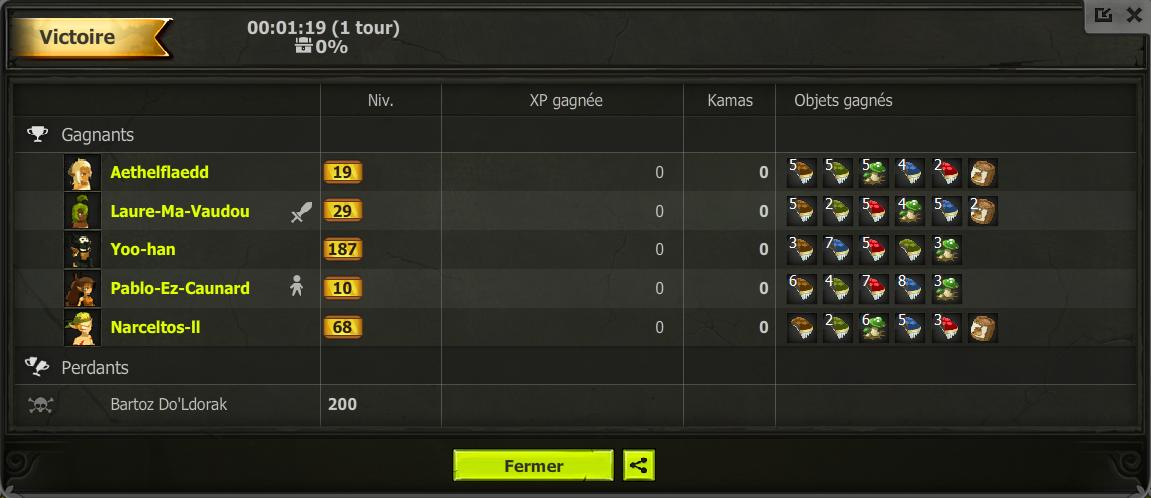 Victoire
00:01:19 (1 tour)
0%
Niv. XP gagnée Kamas Objets gagnés
Gagnants
Aethelflaedd 19 0 0 5 5 5 4 2
Laure-Ma-Vaudou 29 0 0 5 2 5 4 5 2
Yoo-han 187 0 0 3 7 5 3
Pablo-Ez-Caunard 10 0 0 6 4 7 8 3
Narceltos-II 68 0 0 2 6 5 3
Perdants
Bartoz Do'Ldorak 200
Fermer